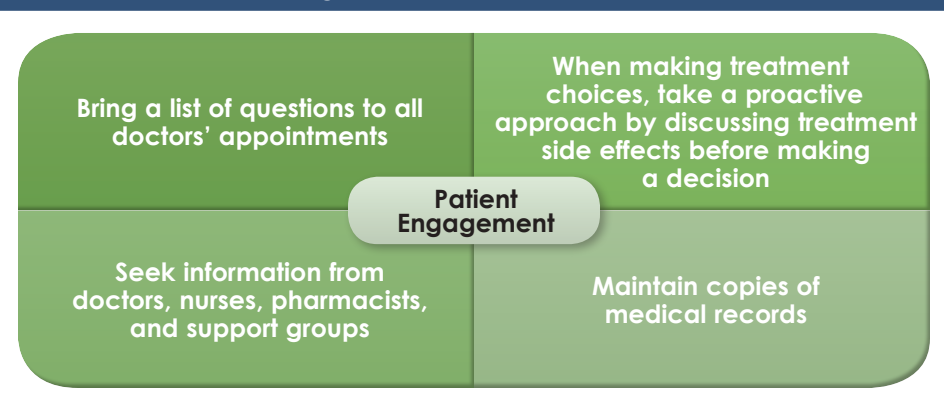 Bring a list of questions to all
doctors’ appointments
When making treatment
choices, take a proactive
approach by discussing treatment
side effects before making
a decision
Patient
Engagement
Seek information from
doctors, nurses, pharmacists,
and support groups
Maintain copies of
medical records